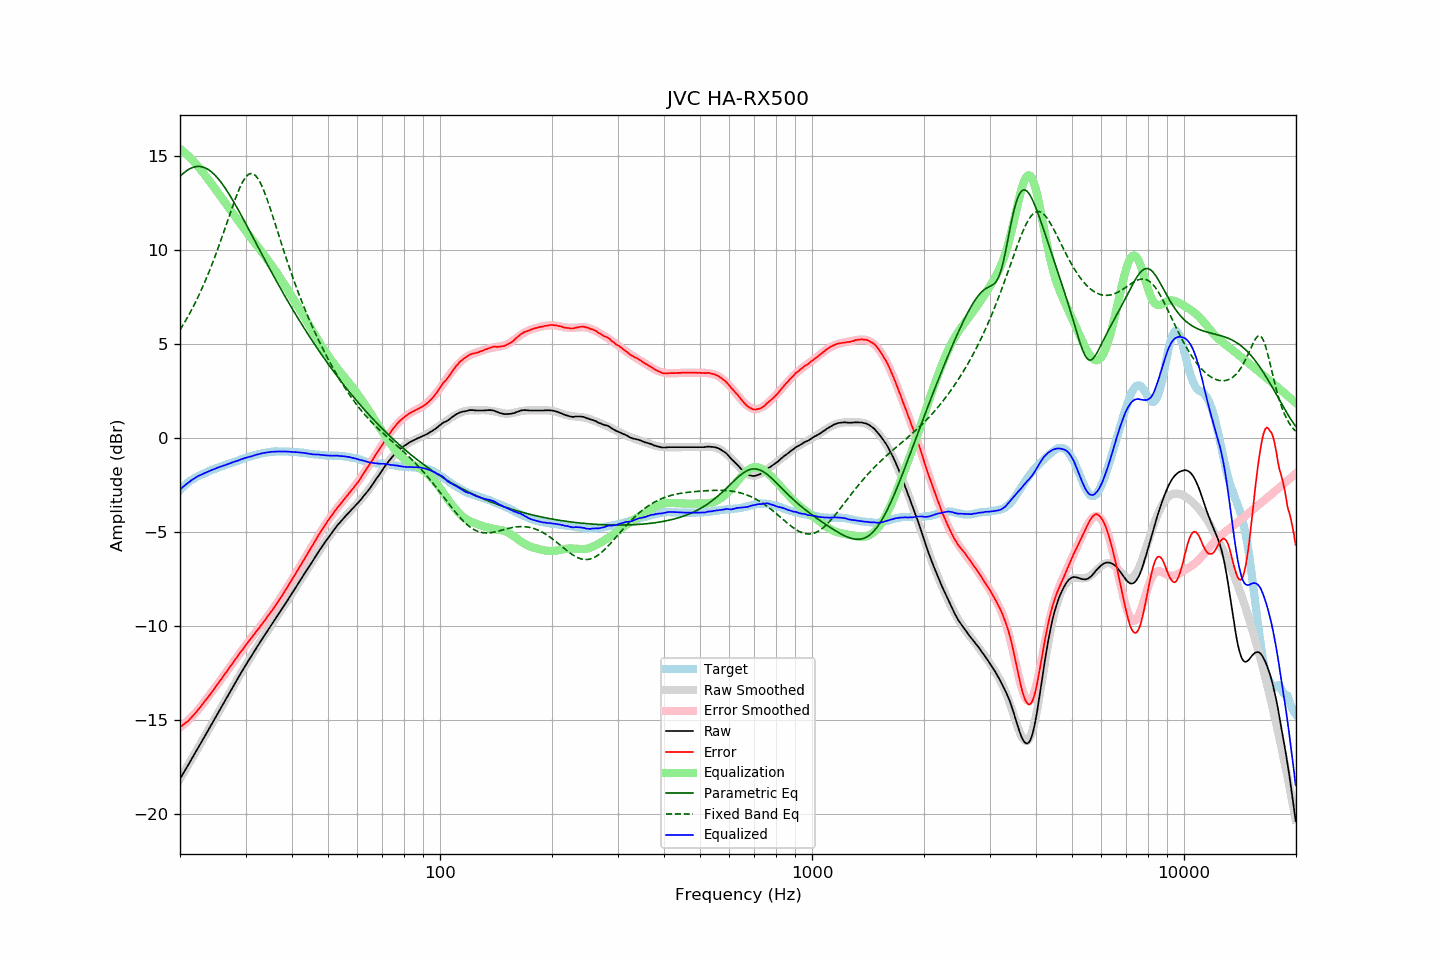 JVC HA-RX500
Amplitude (dBr)
15
10
5
0
−5
−10
−15
−20
Target
Raw Smoothed
Error Smoothed
Raw
Error
Equalization
Parametric Eq
Fixed Band Eq
Equalized
100
1000
10000
Frequency (Hz)